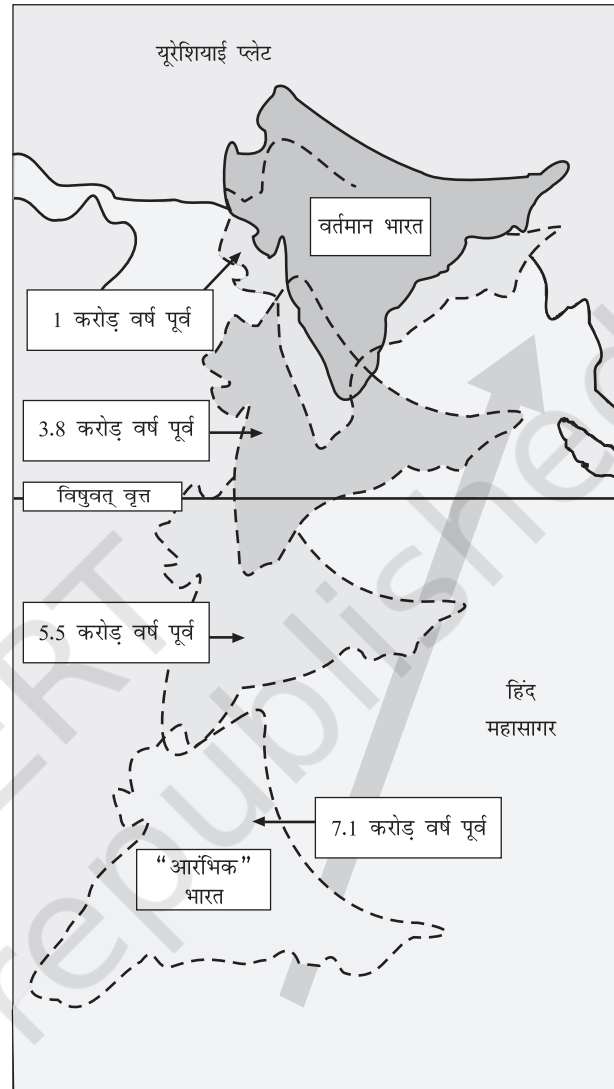 यूरेशियाई प्लेट
वर्तमान भारत
1 करोड़ वर्ष पूर्व
3.8 करोड़ वर्ष पूर्व
विषुवत् वृत्त
5.5 करोड़ वर्ष पूर्व
हिंद
महासागर
7.1 करोड़ वर्ष पूर्व
“आरंभिक”
भारत